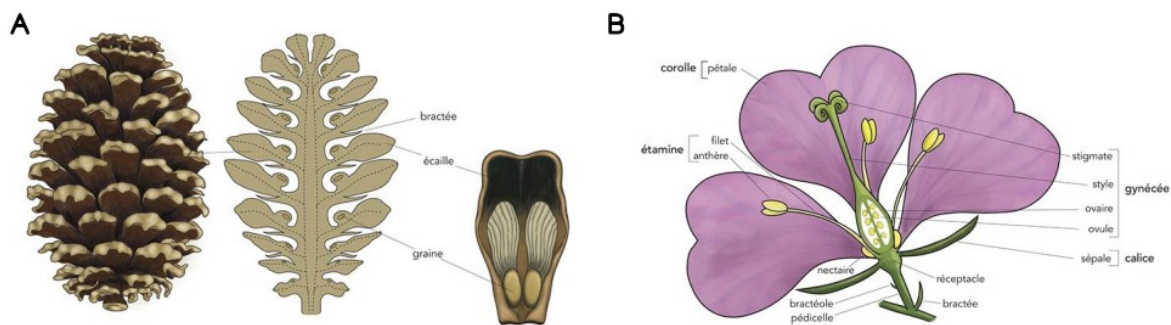 A
bractée
écaille
graine
B
corolle
pétale
étamine
filet
anthère
stigmate
style
gynécée
ovaire
ovule
sépale
calice
nectaire
réceptacle
bractéole
bractée
pédicelle